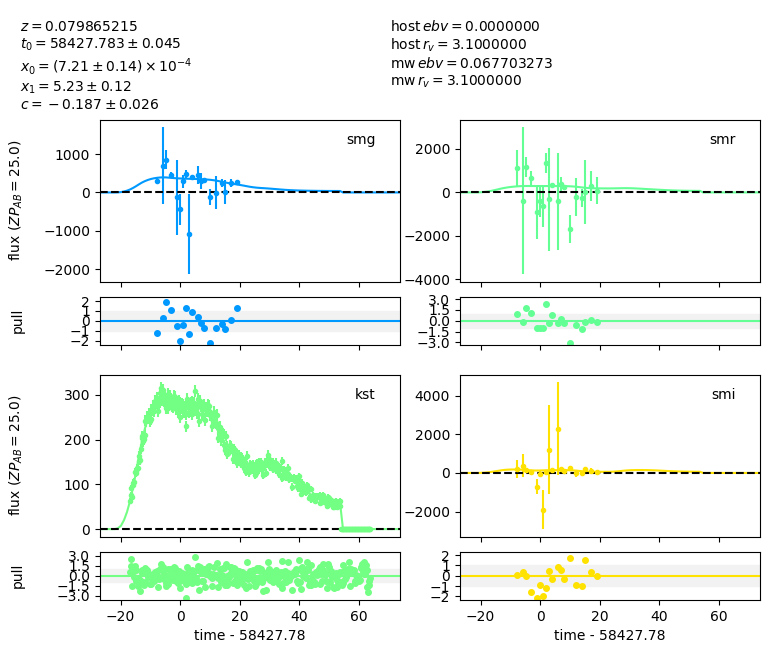 z = 0.079865215
t₀ = 58427.783 ± 0.045
x₀ = (7.21 ± 0.14) × 10⁻⁴
x₁ = 5.23 ± 0.12
c = −0.187 ± 0.026
host ebv = 0.0000000
host r_v = 3.1000000
mw ebv = 0.067703273
mw r_v = 3.1000000
smg
flux (ZP_AB = 25.0)
1000
0
−1000
−2000
smr
2000
0
−2000
−4000
pull
2
1
0
−1
−2
3.0
1.5
0.0
−1.5
−3.0
kst
flux (ZP_AB = 25.0)
300
200
100
0
smi
4000
2000
0
−2000
pull
3.0
1.5
0.0
−1.5
−3.0
−20 0 20 40 60
time - 58427.78
2
1
0
−1
−2
−20 0 20 40 60
time - 58427.78